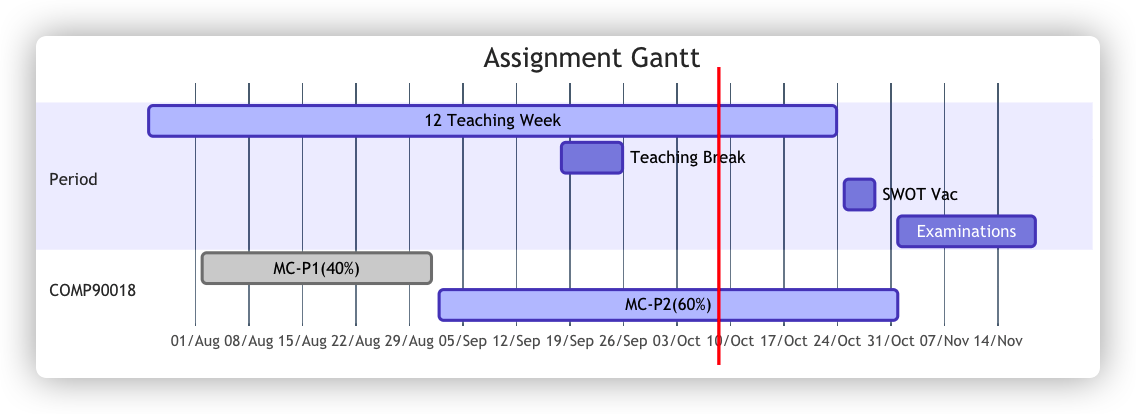 Assignment Gantt
12 Teaching Week
Teaching Break
Period
SWOT Vac
Examinations
MC-P1(40%)
COMP90018
MC-P2(60%)
01/Aug 08/Aug 15/Aug 22/Aug 29/Aug 05/Sep 12/Sep 19/Sep 26/Sep 03/Oct 10/Oct 17/Oct 24/Oct 31/Oct 07/Nov 14/Nov